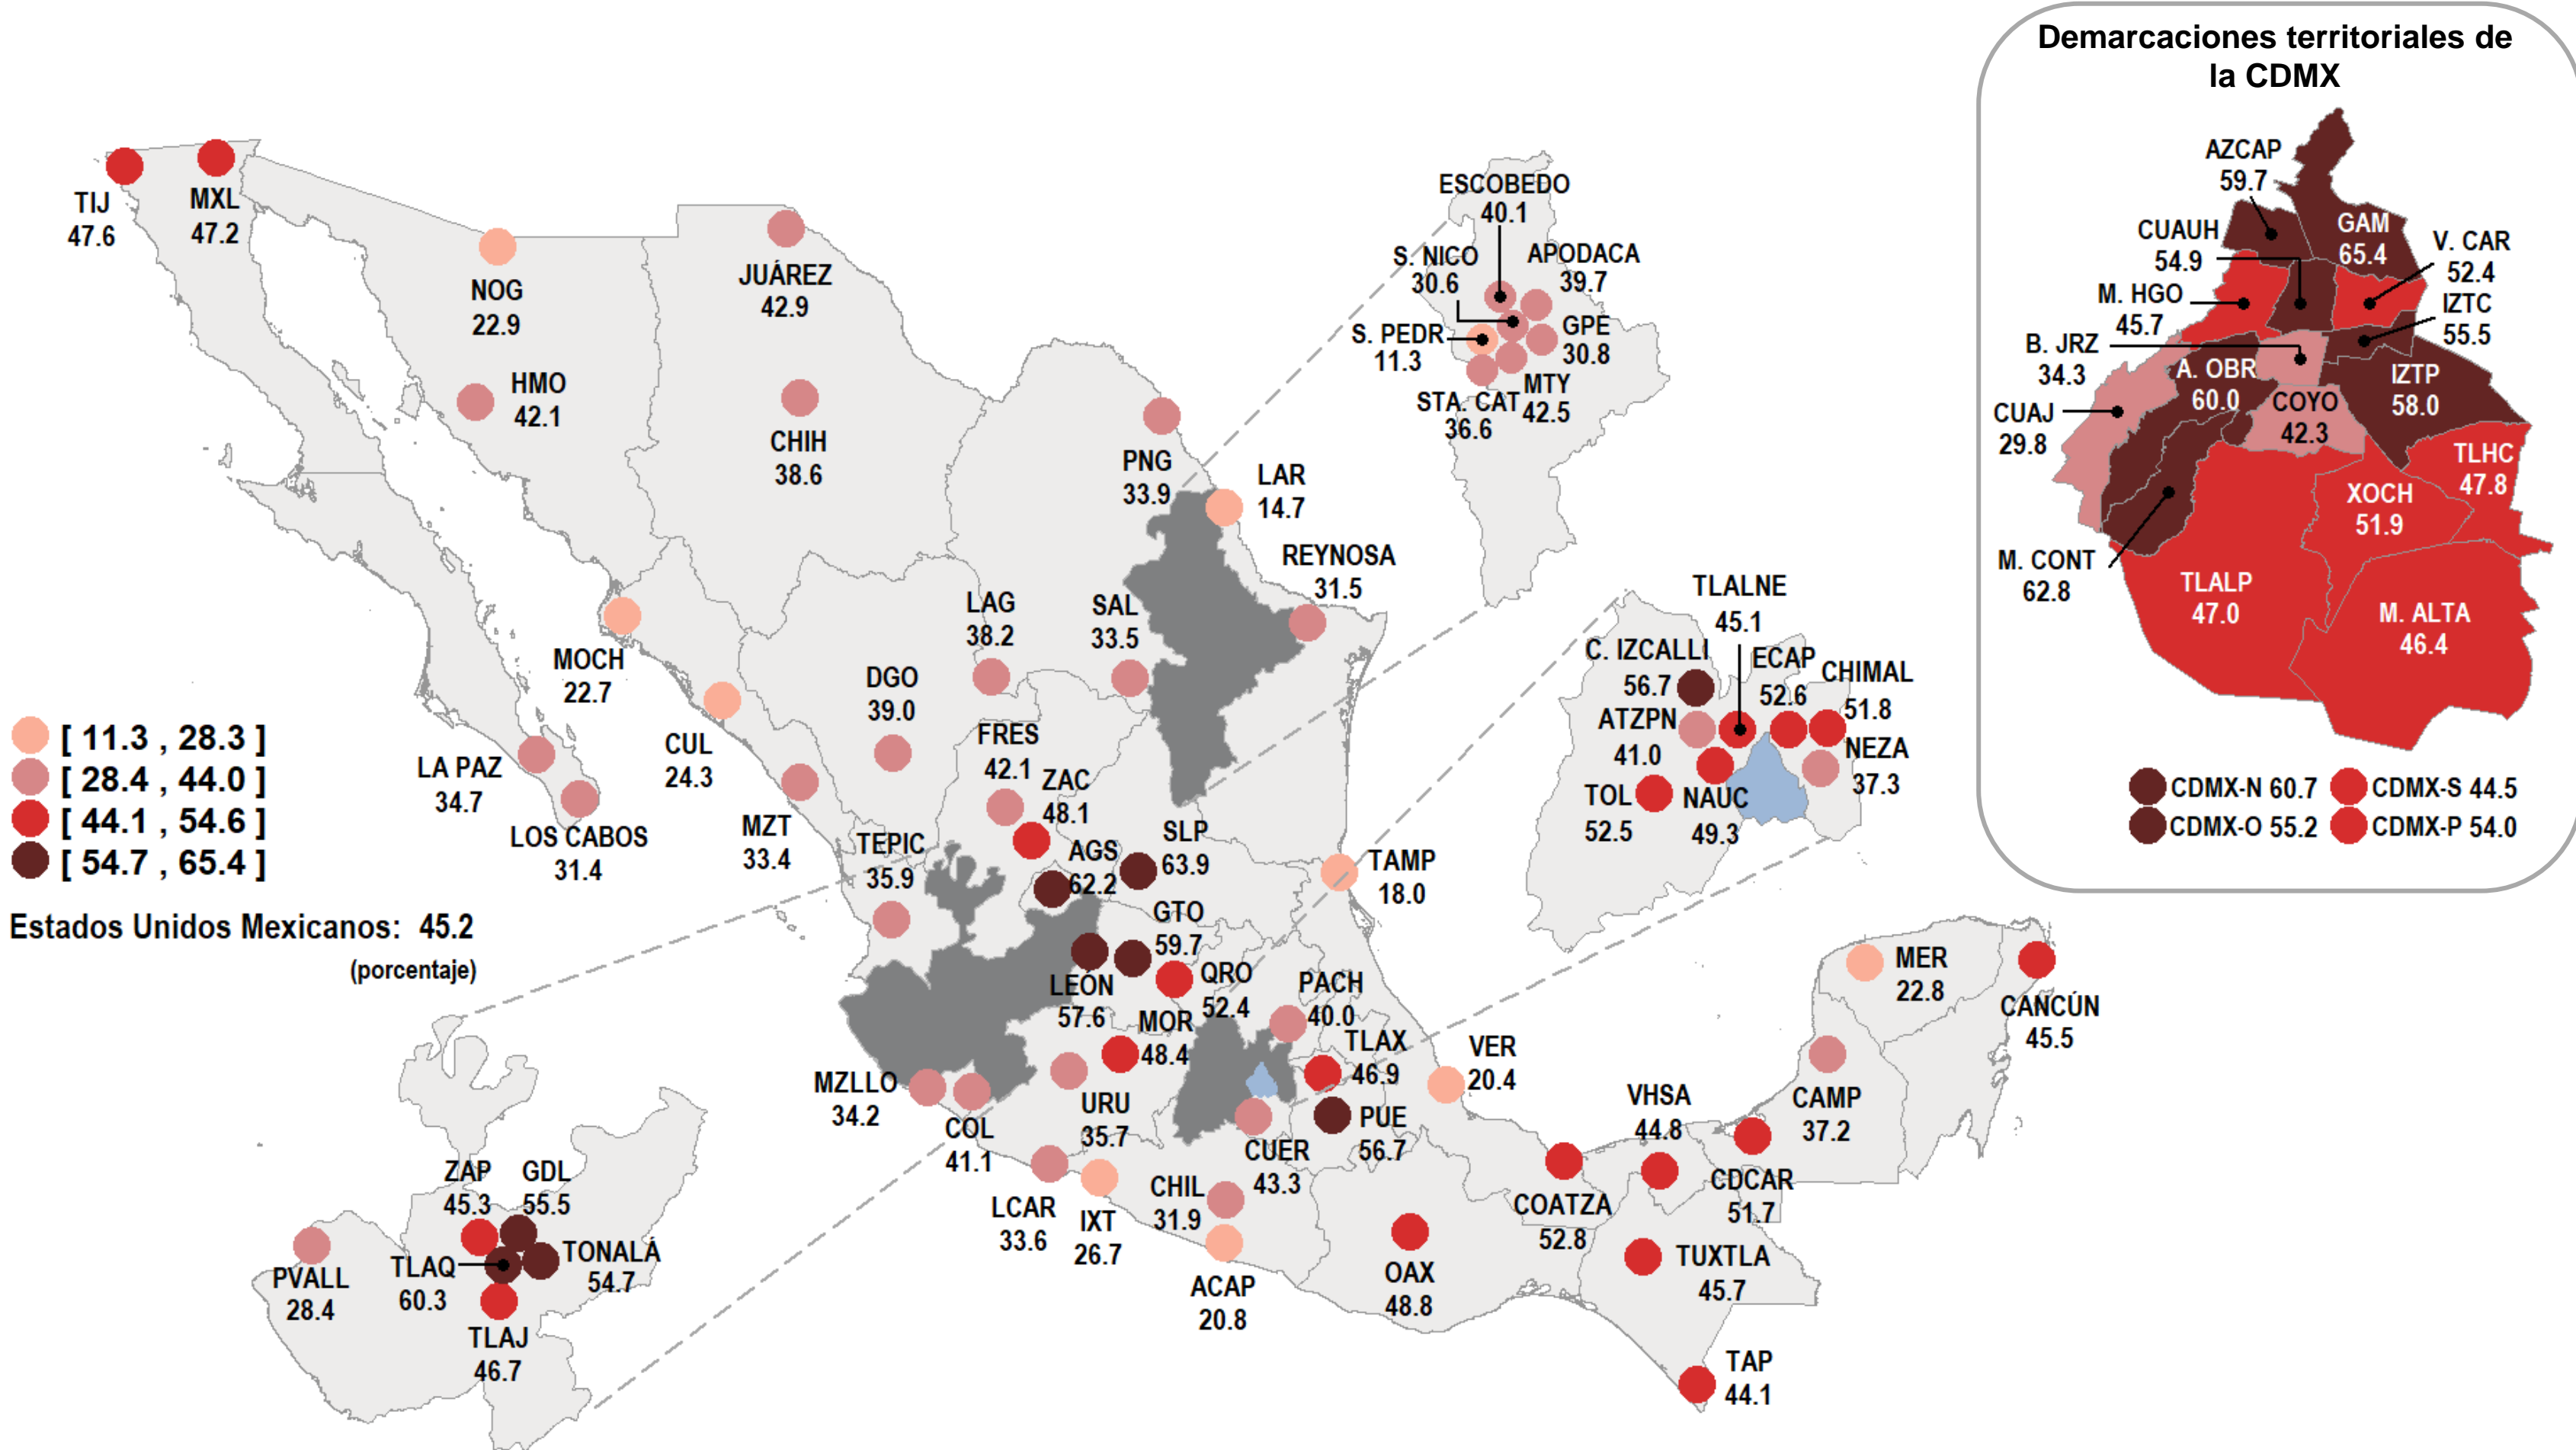 Demarcaciones territoriales de
la CDMX
AZCAP
59.7
CUAUH
54.9
GAM
65.4
V. CAR
52.4
M. HGO
45.7
IZTC
55.5
B. JRZ
34.3
A. OBR
60.0
IZTP
58.0
CUAJ
29.8
COYO
42.3
TLHC
47.8
XOCH
51.9
M. CONT
62.8
TLALP
47.0
M. ALTA
46.4
CDMX-N 60.7
CDMX-S 44.5
CDMX-O 55.2
CDMX-P 54.0
TIJ
47.6
MXL
47.2
NOG
22.9
JUÁREZ
42.9
HMO
42.1
CHIH
38.6
ESCOBEDO
40.1
S. NICO
30.6
APODACA
39.7
S. PEDR
11.3
GPE
30.8
STA. CAT
36.6
MTY
42.5
PNG
33.9
LAR
14.7
REYNOSA
31.5
LAG
38.2
SAL
33.5
MOCH
22.7
DGO
39.0
CUL
24.3
LA PAZ
34.7
LOS CABOS
31.4
MZT
33.4
FRES
42.1
ZAC
48.1
TEPIC
35.9
AGS
62.2
SLP
63.9
TAMP
18.0
TLALNE
45.1
C. IZCALLI
56.7
ECAP
52.6
CHIMAL
51.8
ATZPN
41.0
NEZA
37.3
TOL
52.5
NAUC
49.3
[ 11.3 , 28.3 ]
[ 28.4 , 44.0 ]
[ 44.1 , 54.6 ]
[ 54.7 , 65.4 ]
Estados Unidos Mexicanos: 45.2
(porcentaje)
GTO
59.7
LEÓN
57.6
QRO
52.4
PACH
40.0
MOR
48.4
TLAX
46.9
MZLLO
34.2
COL
41.1
URU
35.7
CUER
43.3
PUE
56.7
VER
20.4
MER
22.8
CANCÚN
45.5
CAMP
37.2
VHSA
44.8
CDCAR
51.7
COATZA
52.8
LCAR
33.6
IXT
26.7
CHIL
31.9
ACAP
20.8
OAX
48.8
TUXTLA
45.7
TAP
44.1
ZAP
45.3
GDL
55.5
PVALL
28.4
TLAQ
60.3
TONALÁ
54.7
TLAJ
46.7